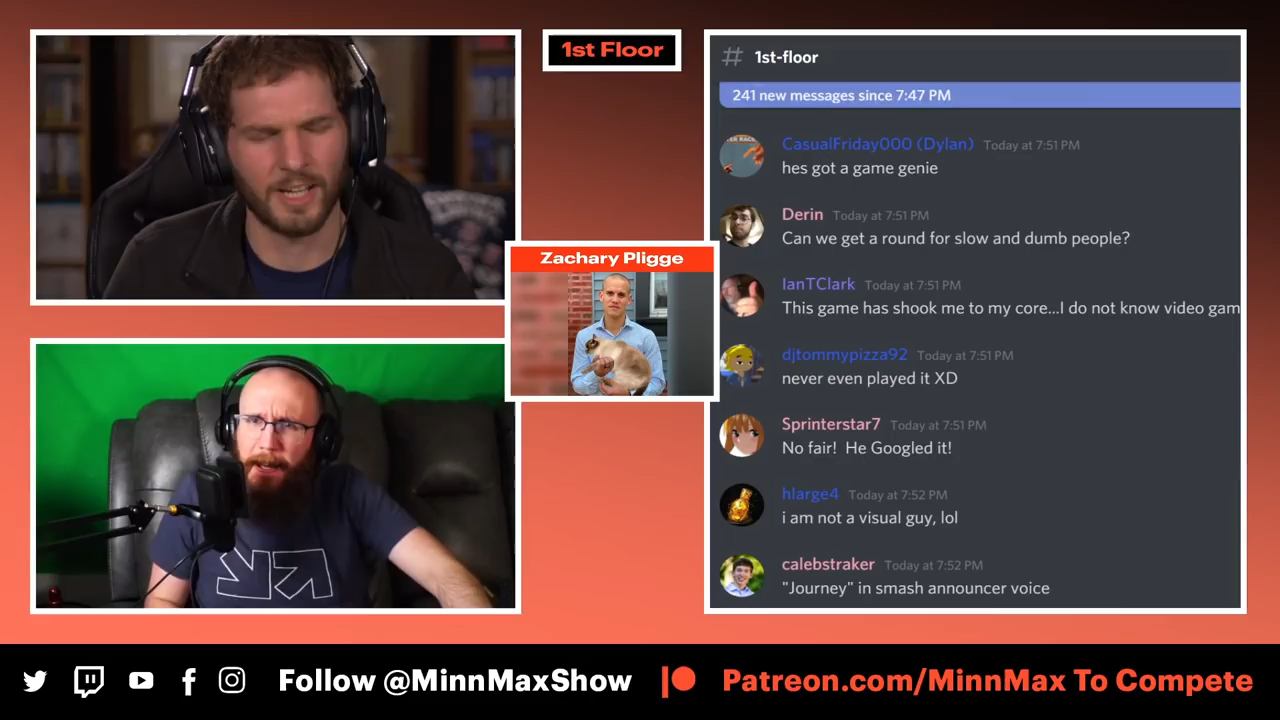 1st Floor
Zachary Pligge
# 1st-floor
241 new messages since 7:47 PM
CasualFriday000 (Dylan) Today at 7:51 PM
hes got a game genie
Derin Today at 7:51 PM
Can we get a round for slow and dumb people?
IanTClark Today at 7:51 PM
This game has shook me to my core...I do not know video gam
djtommypizza92 Today at 7:51 PM
never even played it XD
Sprinterstar7 Today at 7:51 PM
No fair! He Googled it!
hlarge4 Today at 7:52 PM
i am not a visual guy, lol
calebstraker Today at 7:52 PM
"Journey" in smash announcer voice
Follow @MinnMaxShow
Patreon.com/MinnMax To Compete